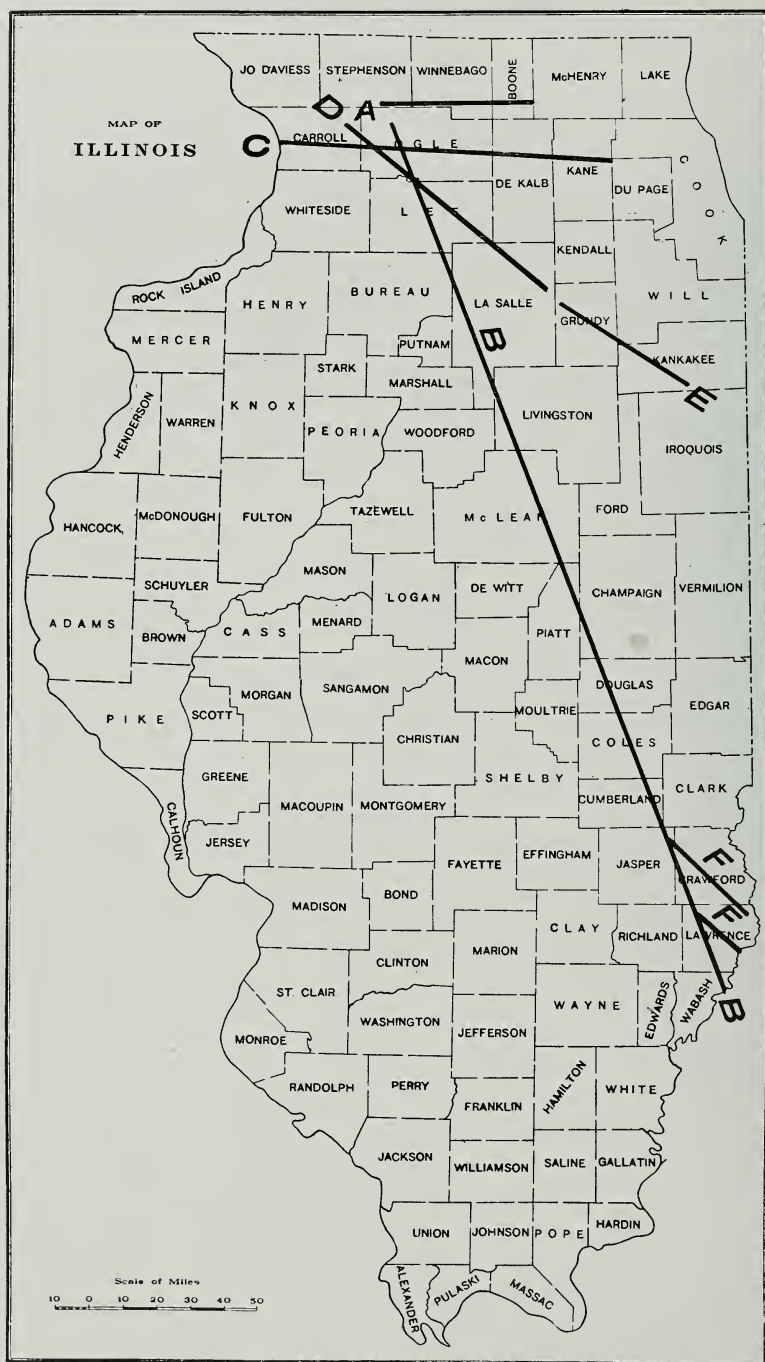 JO DAVIESS STEPHENSON WINNEBAGO BOONE McHENRY LAKE
MAP OF
ILLINOIS
D A
C CARROLL OGLE
DE KALB KANE DU PAGE COOK
WHITESIDE LEE
KENDALL
ROCK ISLAND HENRY BUREAU LA SALLE WILL
GRUNDY
MERCER PUTNAM B
STARK KANKAKEE
MARSHALL E
HENDERSON WARREN KNOX PEORIA WOODFORD LIVINGSTON
IROQUOIS
HANCOCK McDONOUGH FULTON TAZEWELL McLEAN FORD
MASON
SCHUYLER LOGAN DE WITT CHAMPAIGN VERMILION
ADAMS BROWN CASS MENARD PIATT
MACON
SANGAMON DOUGLAS
PIKE SCOTT MORGAN MOULTRIE EDGAR
CHRISTIAN COLES
GREENE SHELBY
CALHOUN MACOUPIN MONTGOMERY CUMBERLAND CLARK
JERSEY
FAYETTE EFFINGHAM JASPER F
CRAWFORD
MADISON BOND F
CLAY RICHLAND LAWRENCE
CLINTON MARION
ST. CLAIR WAYNE EDWARDS WABASH B
WASHINGTON JEFFERSON
MONROE
RANDOLPH PERRY HAMILTON WHITE
FRANKLIN
JACKSON WILLIAMSON SALINE GALLATIN
UNION JOHNSON POPE HARDIN
ALEXANDER PULASKI MASSAC
Scale of Miles
10 0 10 20 30 40 50